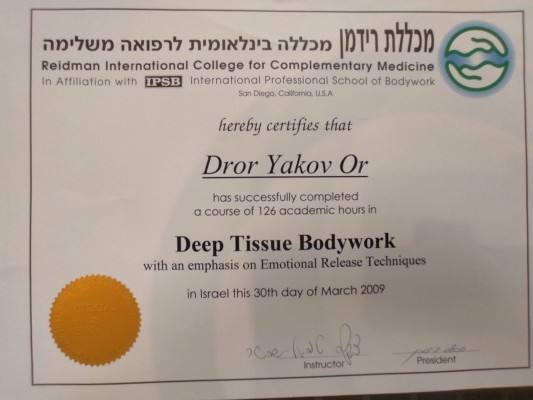 מכללת רידמן מכללה בינלאומית לרפואה משלימה
Reidman International College for Complementary Medicine
In Affiliation with IPSB International Professional School of Bodywork
San Diego, California, U.S.A
hereby certifies that
Dror Yakov Or
has successfully completed
a course of 126 academic hours in
Deep Tissue Bodywork
with an emphasis on Emotional Release Techniques
in Israel this 30th day of March 2009
Instructor President